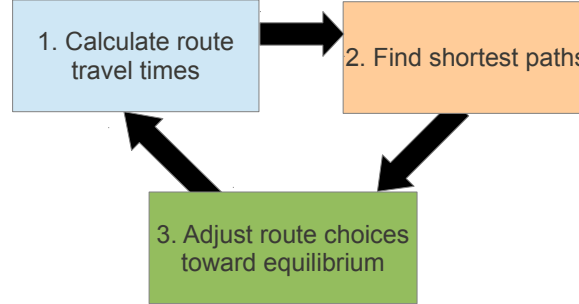 1. Calculate route
travel times
2. Find shortest paths
3. Adjust route choices
toward equilibrium